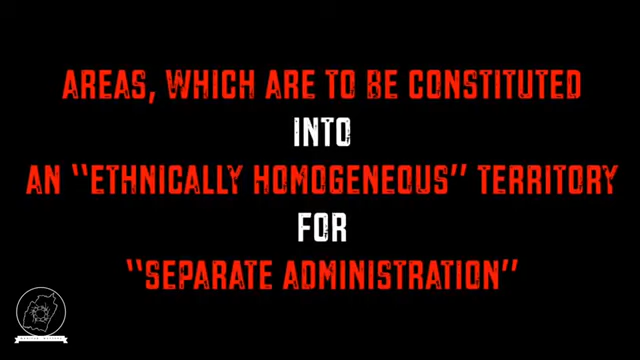 AREAS, WHICH ARE TO BE CONSTITUTED
INTO
AN "ETHNICALLY HOMOGENEOUS" TERRITORY
FOR
"SEPARATE ADMINISTRATION"